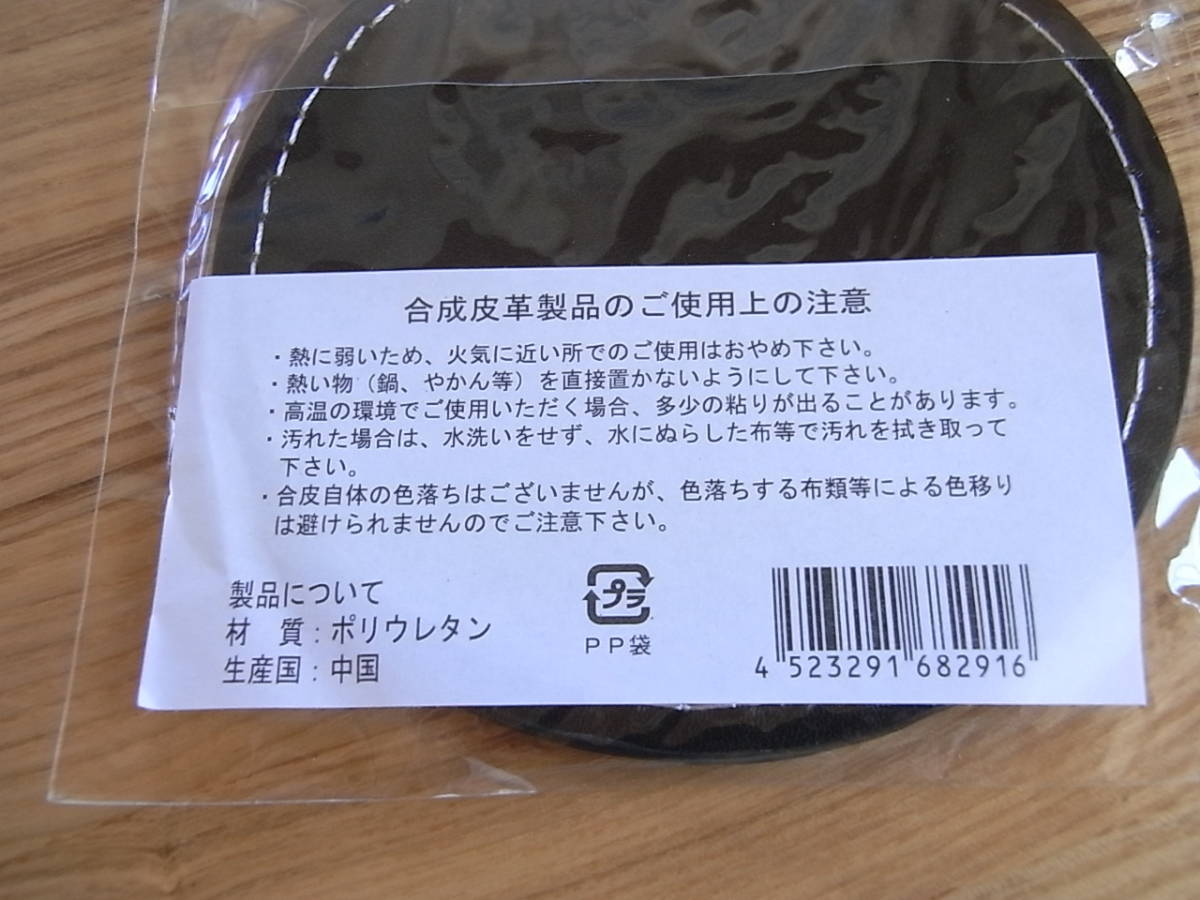 合成皮革製品のご使用上の注意
・熱に弱いため、火気に近い所でのご使用はおやめ下さい。
・熱い物（鍋、やかん等）を直接置かないようにして下さい。
・高温の環境でご使用いただく場合、多少の粘りが出ることがあります。
・汚れた場合は、水洗いをせず、水にぬらした布等で汚れを拭き取って
下さい。
・合皮自体の色落ちはございませんが、色落ちする布類等による色移り
は避けられませんのでご注意下さい。
製品について
材　質：ポリウレタン
生産国：中国
プラ
ＰＰ袋
4 523291 682916